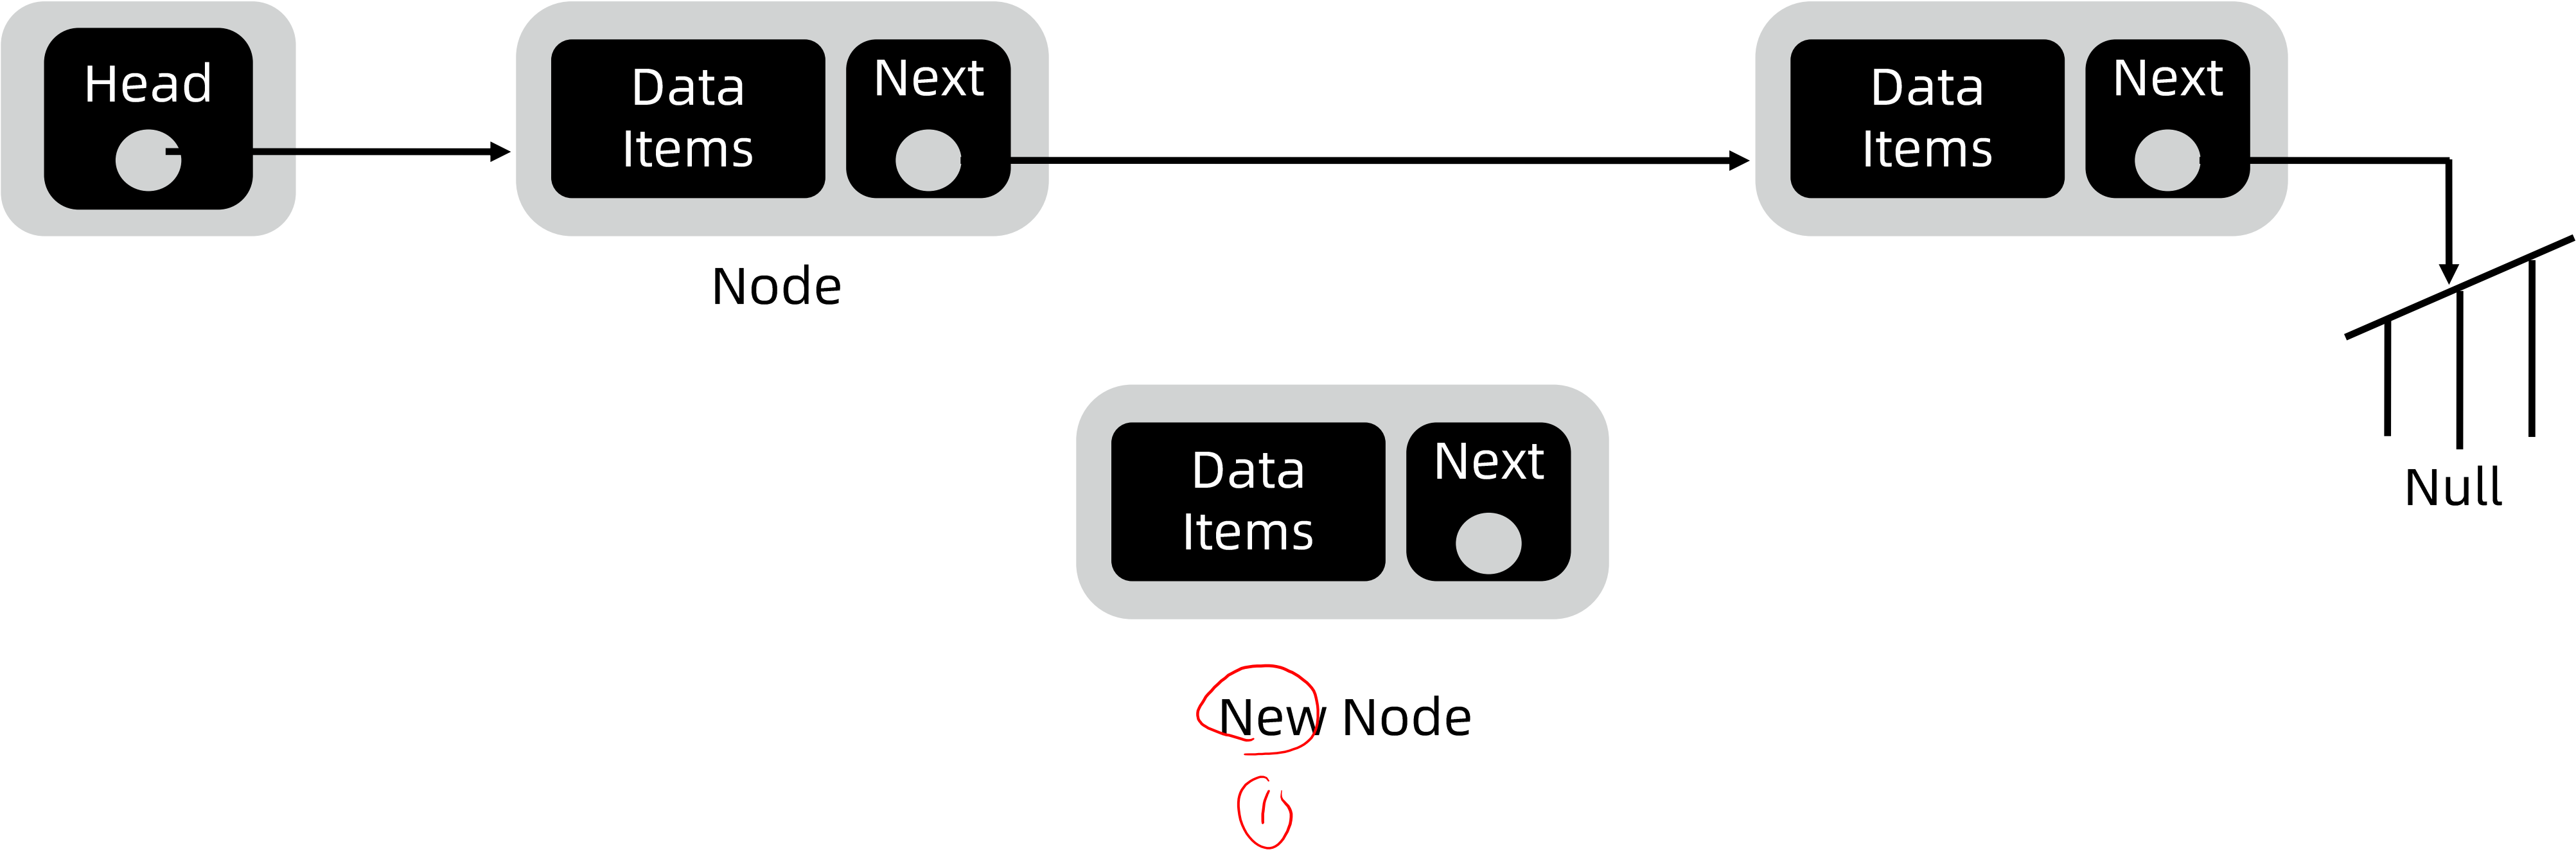 Head
Data
Items
Next
Data
Items
Next
Node
Data
Items
Next
Null
New Node
1